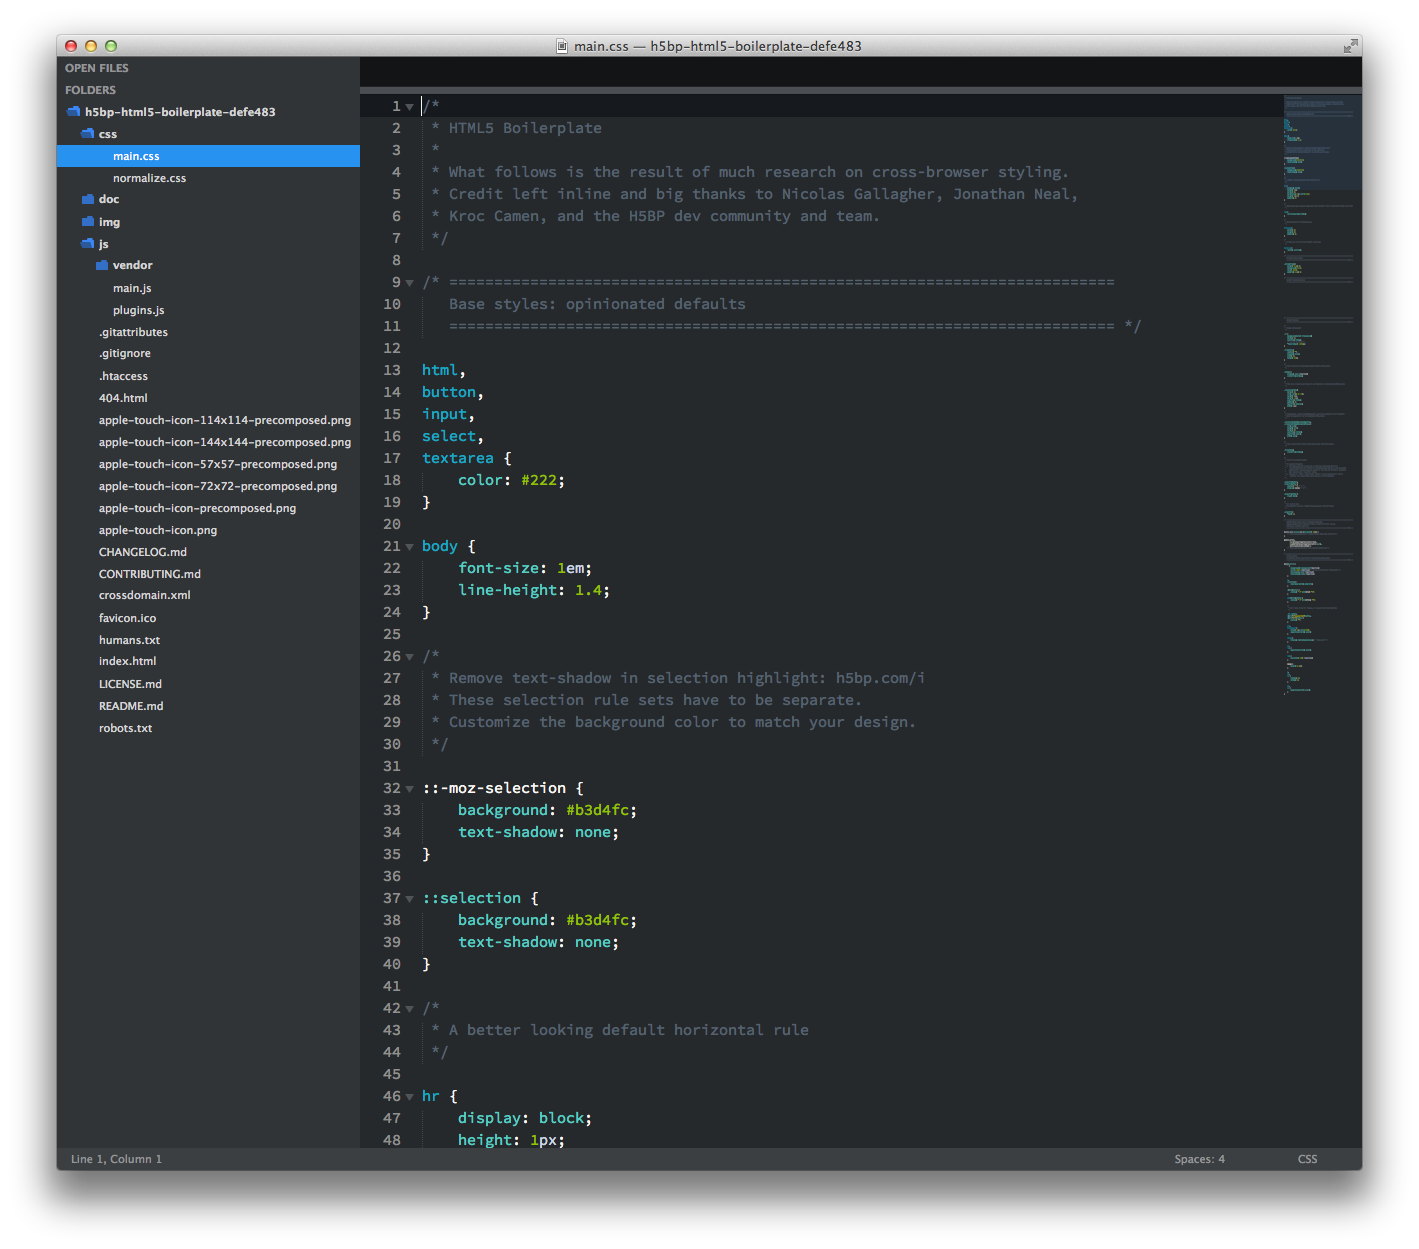 main.css — h5bp-html5-boilerplate-defe483
OPEN FILES
FOLDERS
h5bp-html5-boilerplate-defe483
css
main.css
normalize.css
doc
img
js
vendor
main.js
plugins.js
.gitattributes
.gitignore
.htaccess
404.html
apple-touch-icon-114x114-precomposed.png
apple-touch-icon-144x144-precomposed.png
apple-touch-icon-57x57-precomposed.png
apple-touch-icon-72x72-precomposed.png
apple-touch-icon-precomposed.png
apple-touch-icon.png
CHANGELOG.md
CONTRIBUTING.md
crossdomain.xml
favicon.ico
humans.txt
index.html
LICENSE.md
README.md
robots.txt
1 /*
2  * HTML5 Boilerplate
3  *
4  * What follows is the result of much research on cross-browser styling.
5  * Credit left inline and big thanks to Nicolas Gallagher, Jonathan Neal,
6  * Kroc Camen, and the H5BP dev community and team.
7  */
8
9 /* ==========================================================================
10    Base styles: opinionated defaults
11    ========================================================================== */
12
13 html,
14 button,
15 input,
16 select,
17 textarea {
18     color: #222;
19 }
20
21 body {
22     font-size: 1em;
23     line-height: 1.4;
24 }
25
26 /*
27  * Remove text-shadow in selection highlight: h5bp.com/i
28  * These selection rule sets have to be separate.
29  * Customize the background color to match your design.
30  */
31
32 ::-moz-selection {
33     background: #b3d4fc;
34     text-shadow: none;
35 }
36
37 ::selection {
38     background: #b3d4fc;
39     text-shadow: none;
40 }
41
42 /*
43  * A better looking default horizontal rule
44  */
45
46 hr {
47     display: block;
48     height: 1px;
Line 1, Column 1
Spaces: 4
CSS